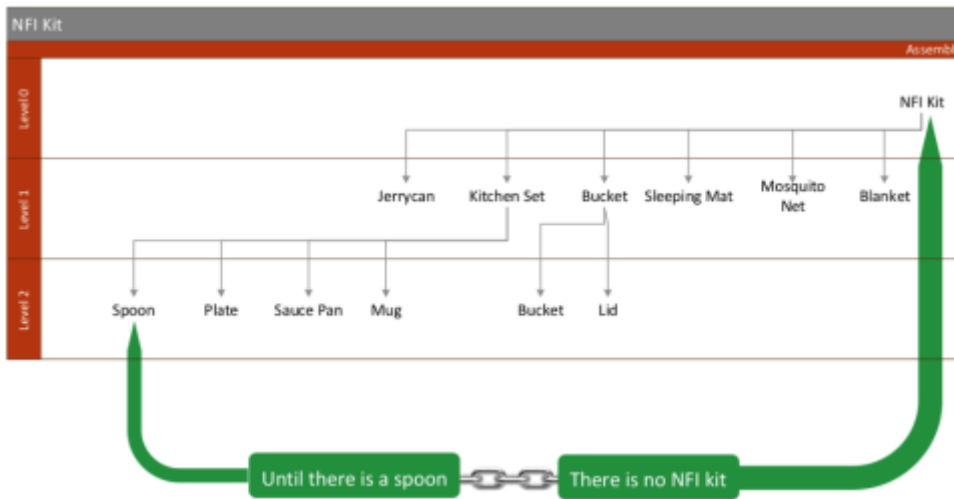 NFI Kit
Assembl
Level 0
NFI Kit
Level 1
Jerrycan
Kitchen Set
Bucket
Sleeping Mat
Mosquito
Net
Blanket
Level 2
Spoon
Plate
Sauce Pan
Mug
Bucket
Lid
Until there is a spoon
There is no NFI kit